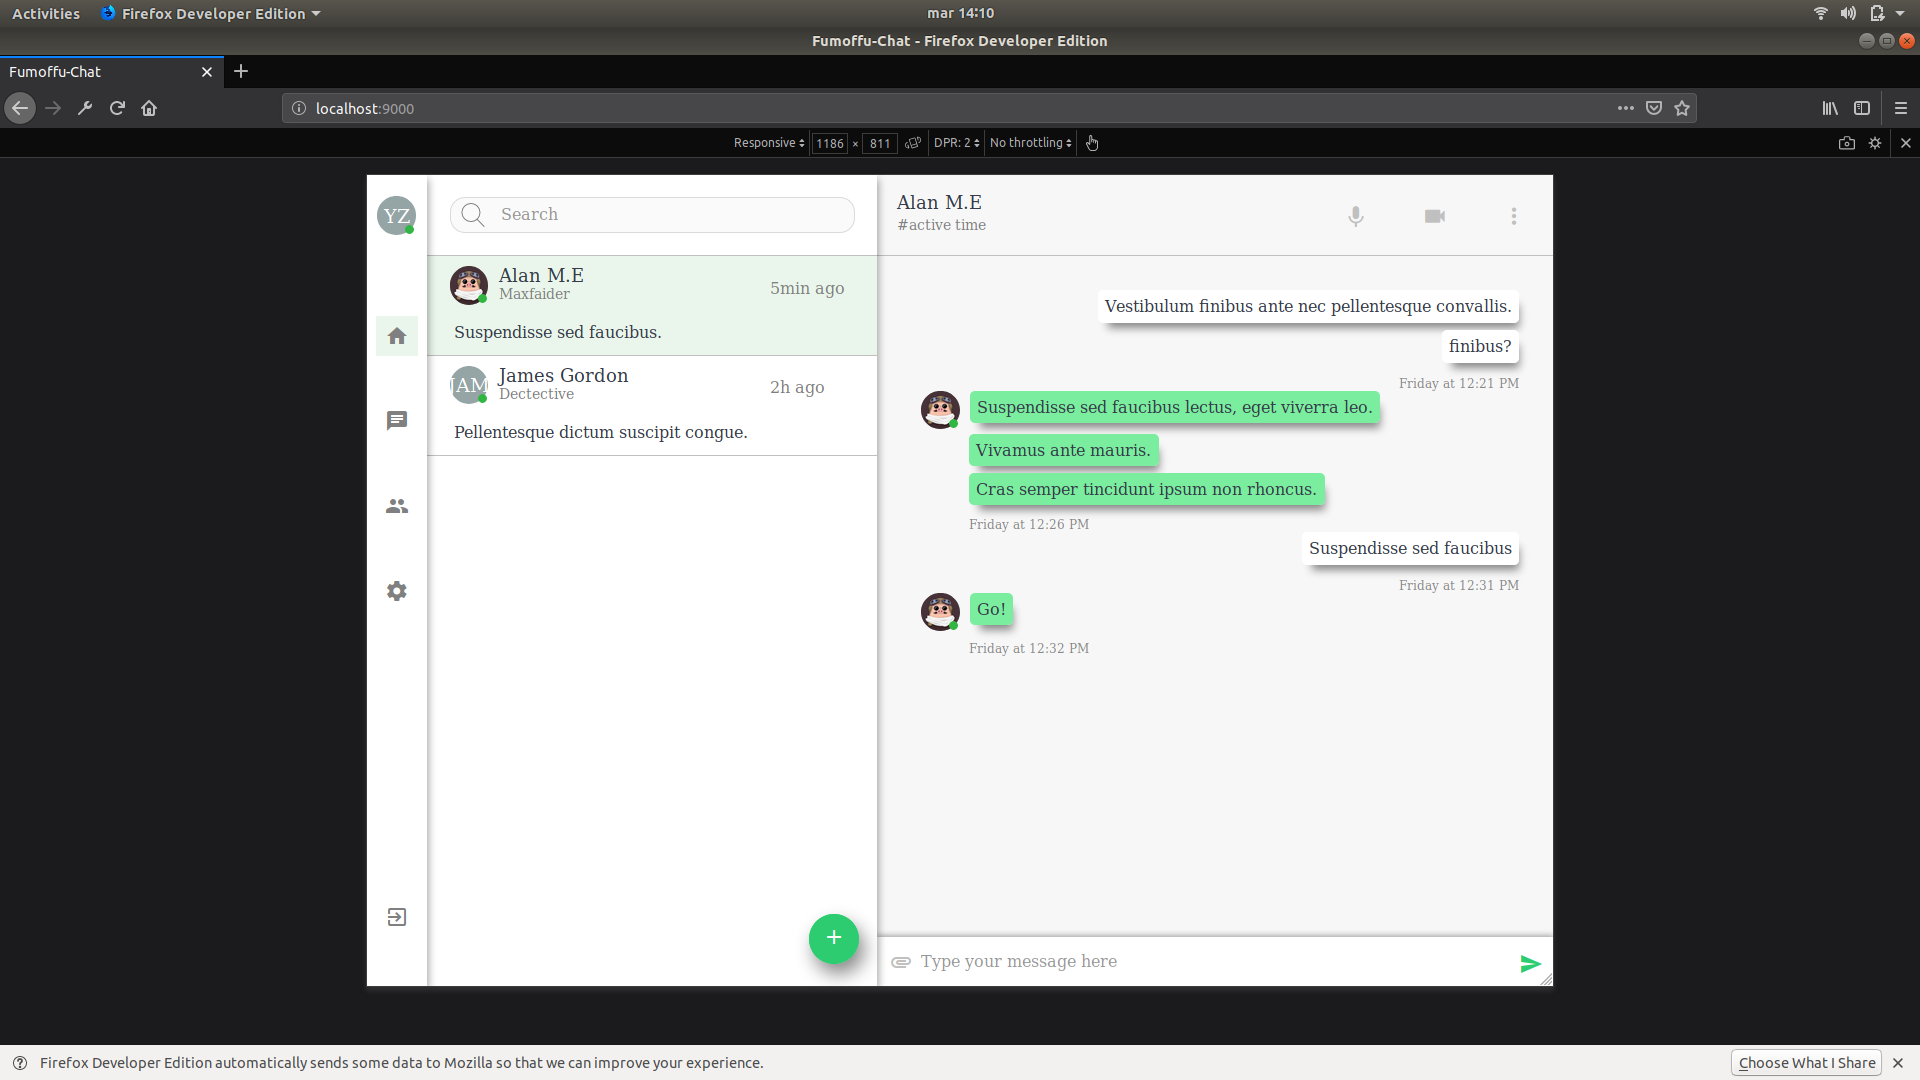 Activities
Firefox Developer Edition
mar 14:10
Fumoffu-Chat - Firefox Developer Edition
Fumoffu-Chat
localhost:9000
Responsive
1186 × 811
DPR: 2
No throttling
YZ
Search
Alan M.E
Maxfaider
5min ago
Suspendisse sed faucibus.
JAM
James Gordon
Dectective
2h ago
Pellentesque dictum suscipit congue.
+
Alan M.E
#active time
Vestibulum finibus ante nec pellentesque convallis.
finibus?
Friday at 12:21 PM
Suspendisse sed faucibus lectus, eget viverra leo.
Vivamus ante mauris.
Cras semper tincidunt ipsum non rhoncus.
Friday at 12:26 PM
Suspendisse sed faucibus
Friday at 12:31 PM
Go!
Friday at 12:32 PM
Type your message here
Firefox Developer Edition automatically sends some data to Mozilla so that we can improve your experience.
Choose What I Share